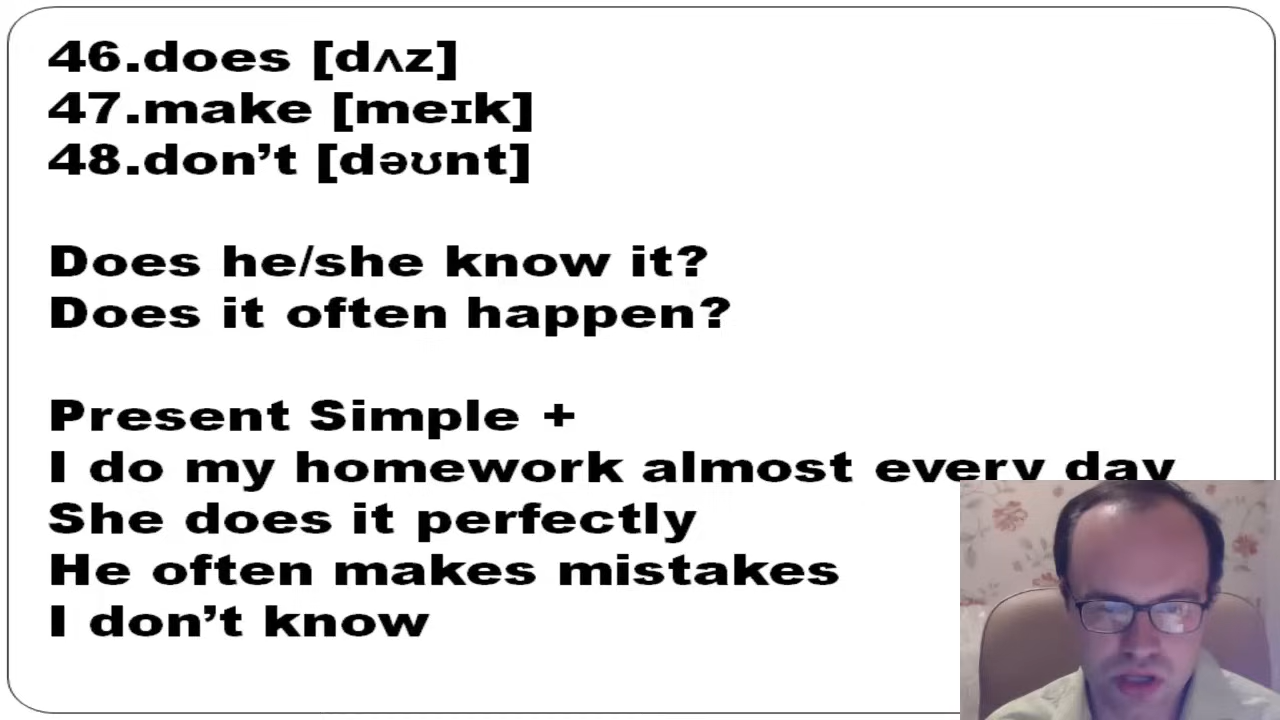 46.does [dʌz]
47.make [meɪk]
48.don’t [dəʊnt]
Does he/she know it?
Does it often happen?
Present Simple +
I do my homework almost every day
She does it perfectly
He often makes mistakes
I don’t know